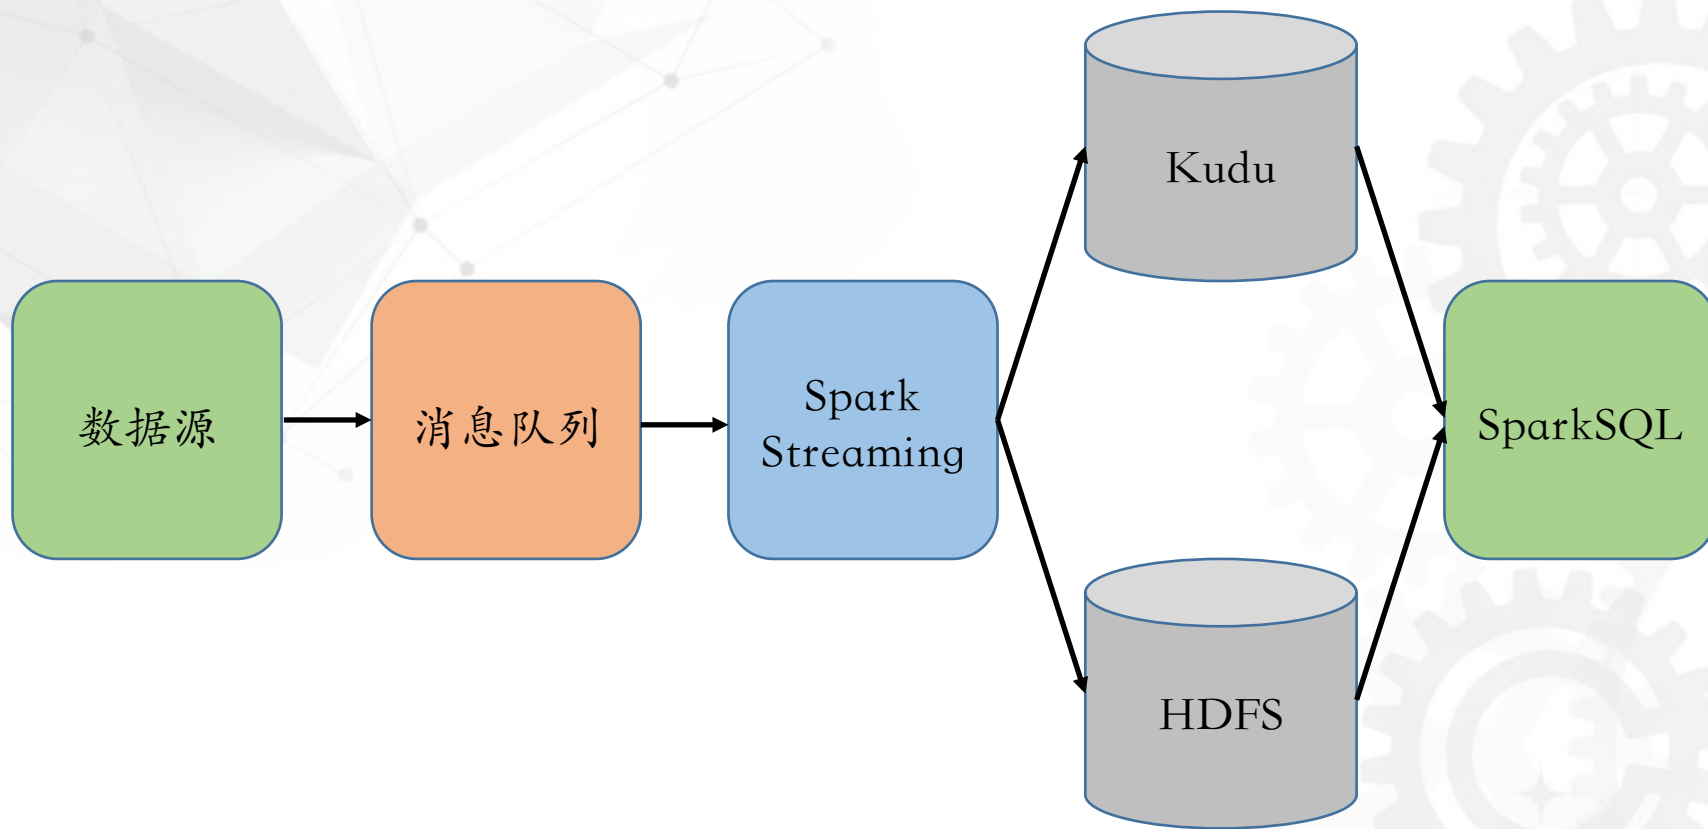 数据源
消息队列
Spark
Streaming
Kudu
HDFS
SparkSQL